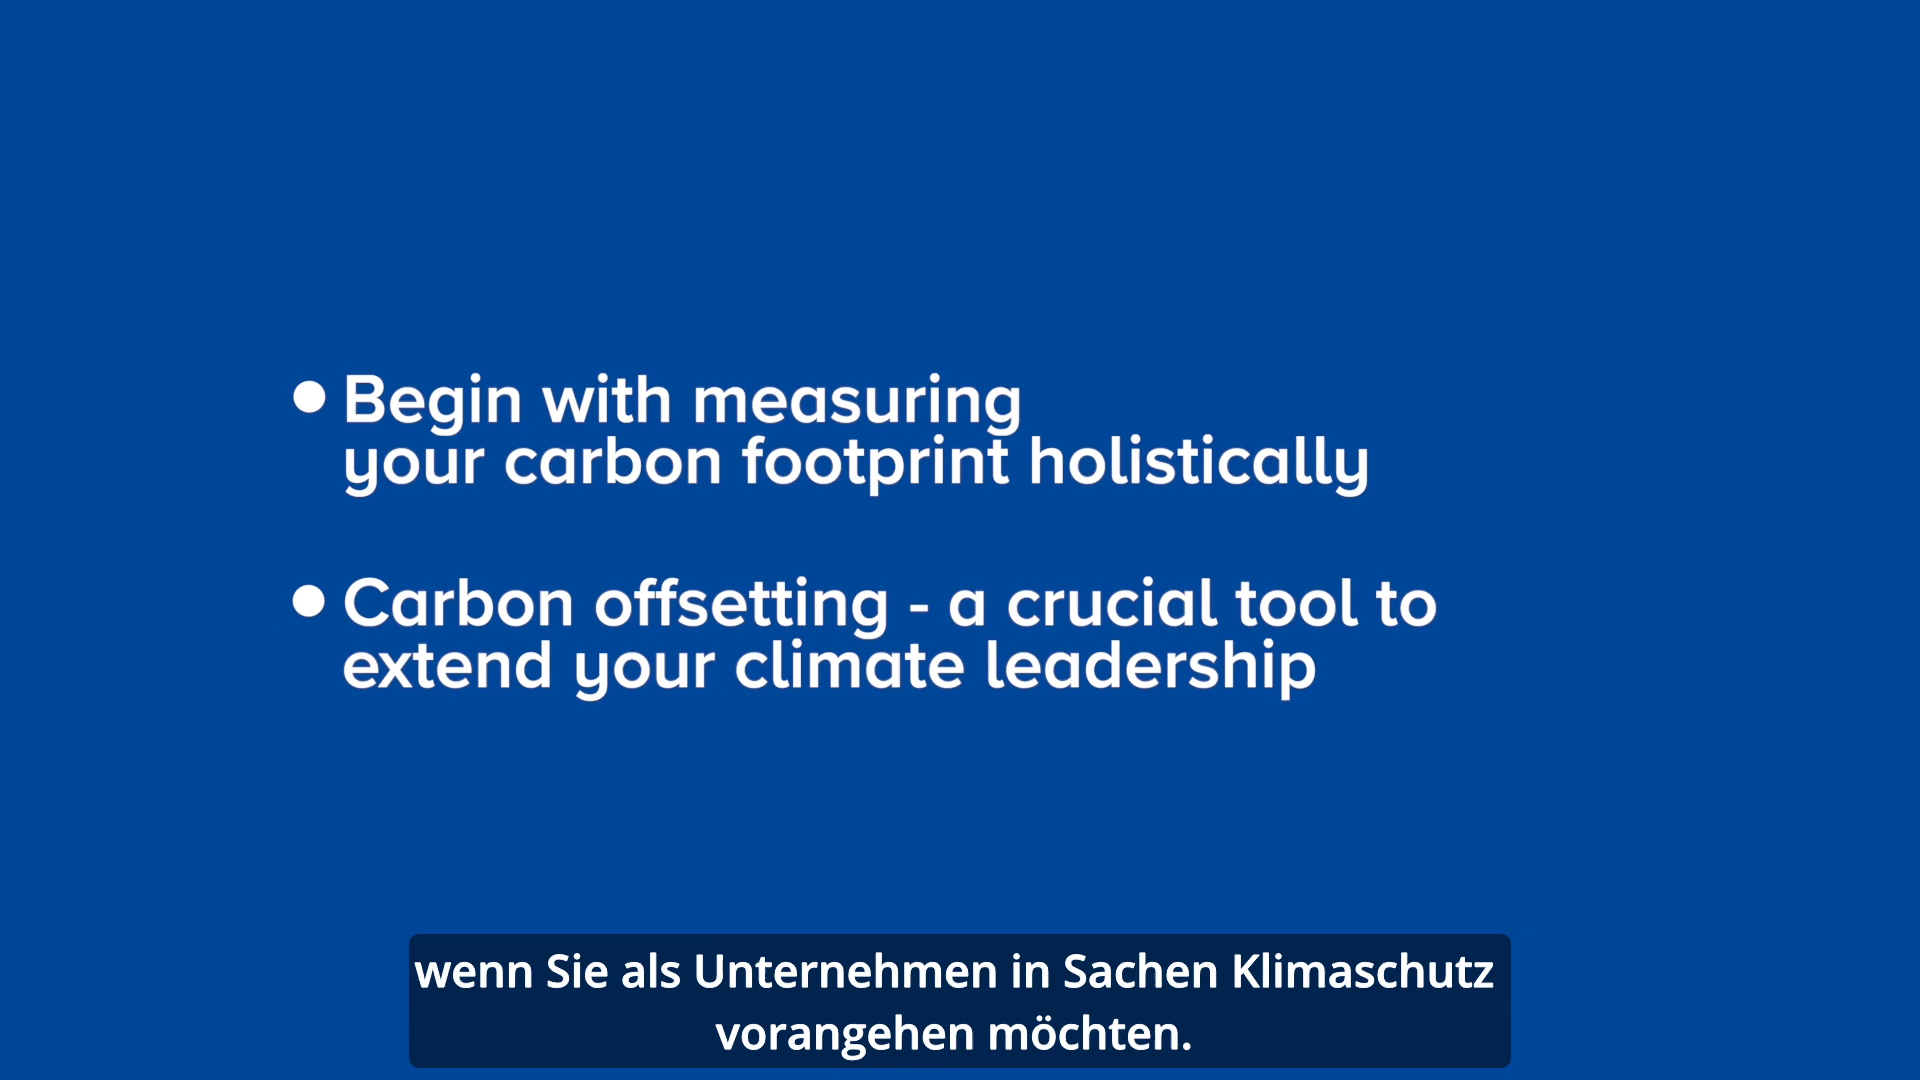 • Begin with measuring
your carbon footprint holistically
• Carbon offsetting - a crucial tool to
extend your climate leadership
wenn Sie als Unternehmen in Sachen Klimaschutz
vorangehen möchten.